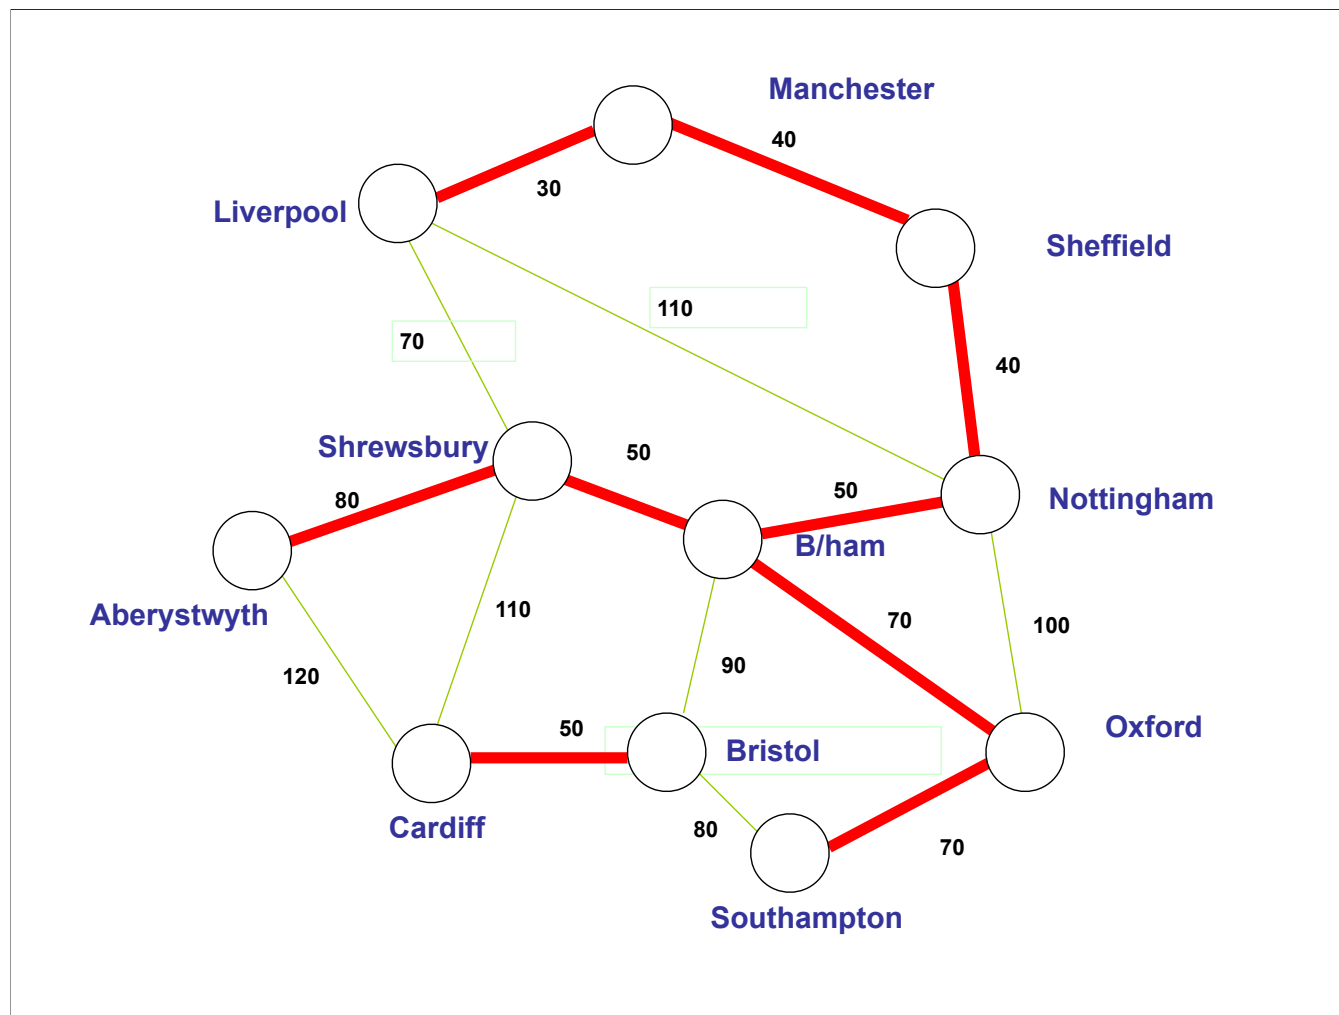 Manchester
40
30
Liverpool
Sheffield
110
70
40
Shrewsbury
50
80
50
Nottingham
B/ham
Aberystwyth
110
70
100
90
120
50
Bristol
Oxford
Cardiff
80
70
Southampton